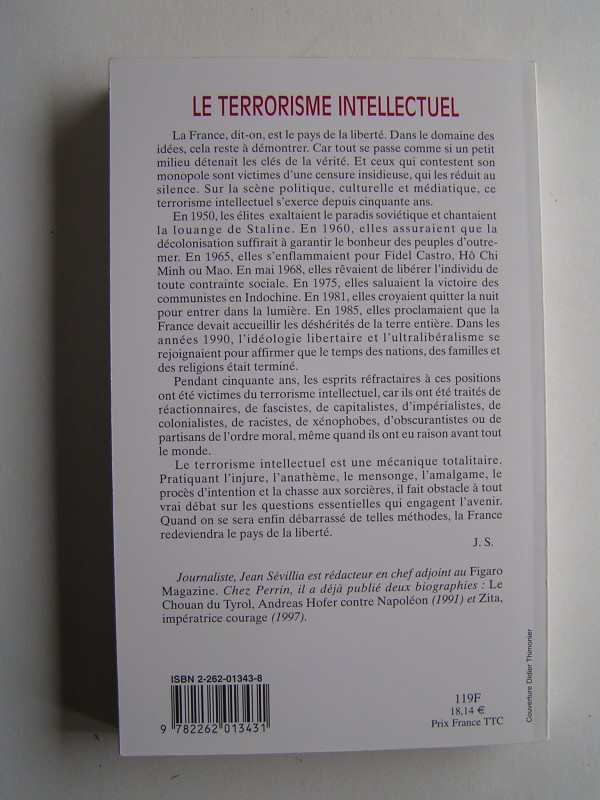 LE TERRORISME INTELLECTUEL
La France, dit-on, est le pays de la liberté. Dans le domaine des
idées, cela reste à démontrer. Car tout se passe comme si un petit
milieu détenait les clés de la vérité. Et ceux qui contestent son
monopole sont victimes d'une censure insidieuse, qui les réduit au
silence. Sur la scène politique, culturelle et médiatique, ce
terrorisme intellectuel s'exerce depuis cinquante ans.
En 1950, les élites exaltaient le paradis soviétique et chantaient
la louange de Staline. En 1960, elles assuraient que la
décolonisation suffirait à garantir le bonheur des peuples d'outre-
mer. En 1965, elles s'enflammaient pour Fidel Castro, Hô Chi
Minh ou Mao. En mai 1968, elles rêvaient de libérer l'individu de
toute contrainte sociale. En 1975, elles saluaient la victoire des
communistes en Indochine. En 1981, elles croyaient quitter la nuit
pour entrer dans la lumière. En 1985, elles proclamaient que la
France devait accueillir les déshérités de la terre entière. Dans les
années 1990, l'idéologie libertaire et l'ultralibéralisme se
rejoignaient pour affirmer que le temps des nations, des familles et
des religions était terminé.
Pendant cinquante ans, les esprits réfractaires à ces positions
ont été victimes du terrorisme intellectuel, car ils ont été traités de
réactionnaires, de fascistes, de capitalistes, d'impérialistes, de
colonialistes, de racistes, de xénophobes, d'obscurantistes ou de
partisans de l'ordre moral, même quand ils ont eu raison avant tout
le monde.
Le terrorisme intellectuel est une mécanique totalitaire.
Pratiquant l'injure, l'anathème, le mensonge, l'amalgame, le
procès d'intention et la chasse aux sorcières, il fait obstacle à tout
vrai débat sur les questions essentielles qui engagent l'avenir.
Quand on se sera enfin débarrassé de telles méthodes, la France
redeviendra le pays de la liberté.
J. S.
Journaliste, Jean Sévillia est rédacteur en chef adjoint au Figaro
Magazine. Chez Perrin, il a déjà publié deux biographies : Le
Chouan du Tyrol, Andreas Hofer contre Napoléon (1991) et Zita,
impératrice courage (1997).
ISBN 2-262-01343-8
9 782262 013431
119F
18,14 €
Prix France TTC
Couverture Didier Thimonier